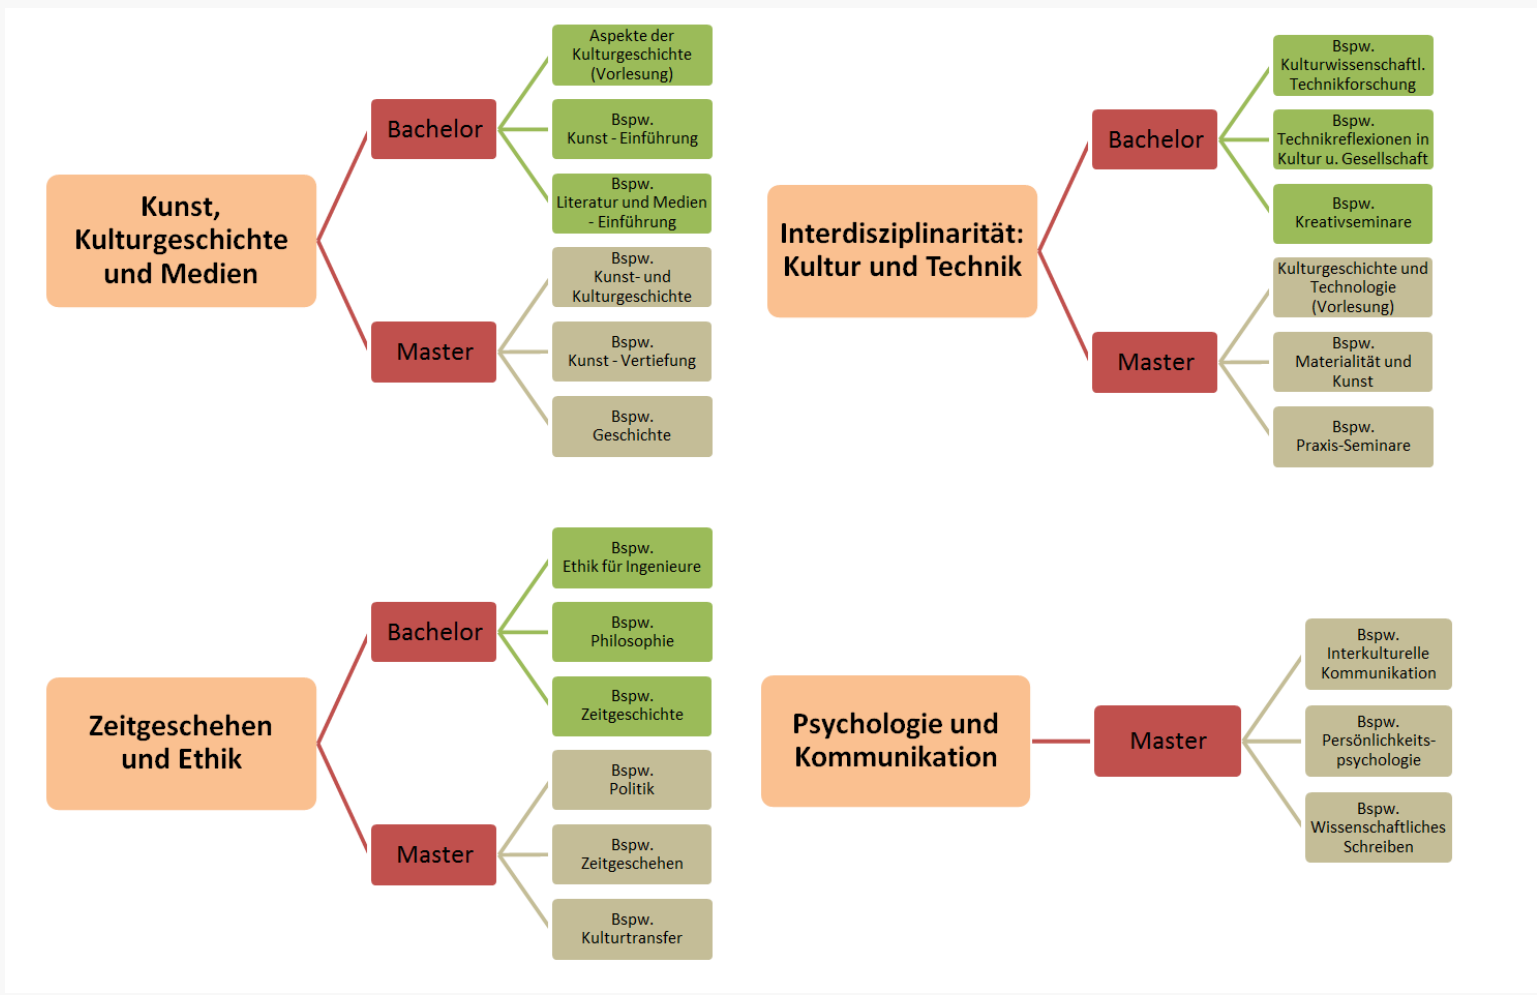 Kunst,
Kulturgeschichte
und Medien
Bachelor
Aspekte der
Kulturgeschichte
(Vorlesung)
Bspw.
Kunst - Einführung
Bspw.
Literatur und Medien
- Einführung
Master
Bspw.
Kunst- und
Kulturgeschichte
Bspw.
Kunst - Vertiefung
Bspw.
Geschichte
Interdisziplinarität:
Kultur und Technik
Bachelor
Bspw.
Kulturwissenschaftl.
Technikforschung
Bspw.
Technikreflexionen in
Kultur u. Gesellschaft
Bspw.
Kreativseminare
Master
Kulturgeschichte und
Technologie
(Vorlesung)
Bspw.
Materialität und
Kunst
Bspw.
Praxis-Seminare
Zeitgeschehen
und Ethik
Bachelor
Bspw.
Ethik für Ingenieure
Bspw.
Philosophie
Bspw.
Zeitgeschichte
Master
Bspw.
Politik
Bspw.
Zeitgeschehen
Bspw.
Kulturtransfer
Psychologie und
Kommunikation
Master
Bspw.
Interkulturelle
Kommunikation
Bspw.
Persönlichkeits-
psychologie
Bspw.
Wissenschaftliches
Schreiben